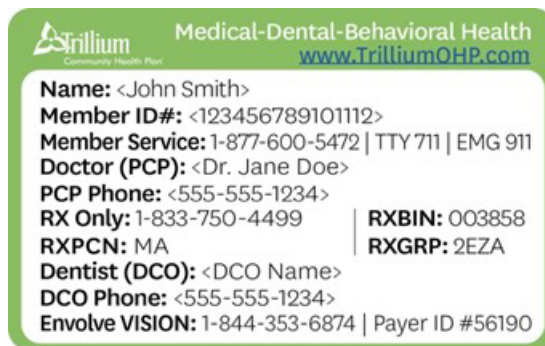 Trillium
Community Health Plan
Medical-Dental-Behavioral Health
www.TrilliumOHP.com
Name: <John Smith>
Member ID#: <123456789101112>
Member Service: 1-877-600-5472 | TTY 711 | EMG 911
Doctor (PCP): <Dr. Jane Doe>
PCP Phone: <555-555-1234>
RX Only: 1-833-750-4499 | RXBIN: 003858
RXPCN: MA | RXGRP: 2EZA
Dentist (DCO): <DCO Name>
DCO Phone: <555-555-1234>
Envolve VISION: 1-844-353-6874 | Payer ID #56190